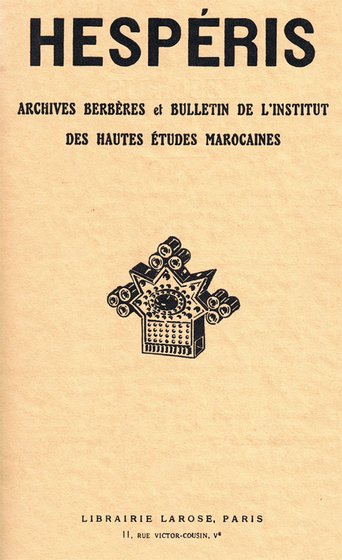 HESPÉRIS
ARCHIVES BERBÈRES et BULLETIN DE L'INSTITUT
DES HAUTES ÉTUDES MAROCAINES
LIBRAIRIE LAROSE, PARIS
11, RUE VICTOR-COUSIN, Vᵉ